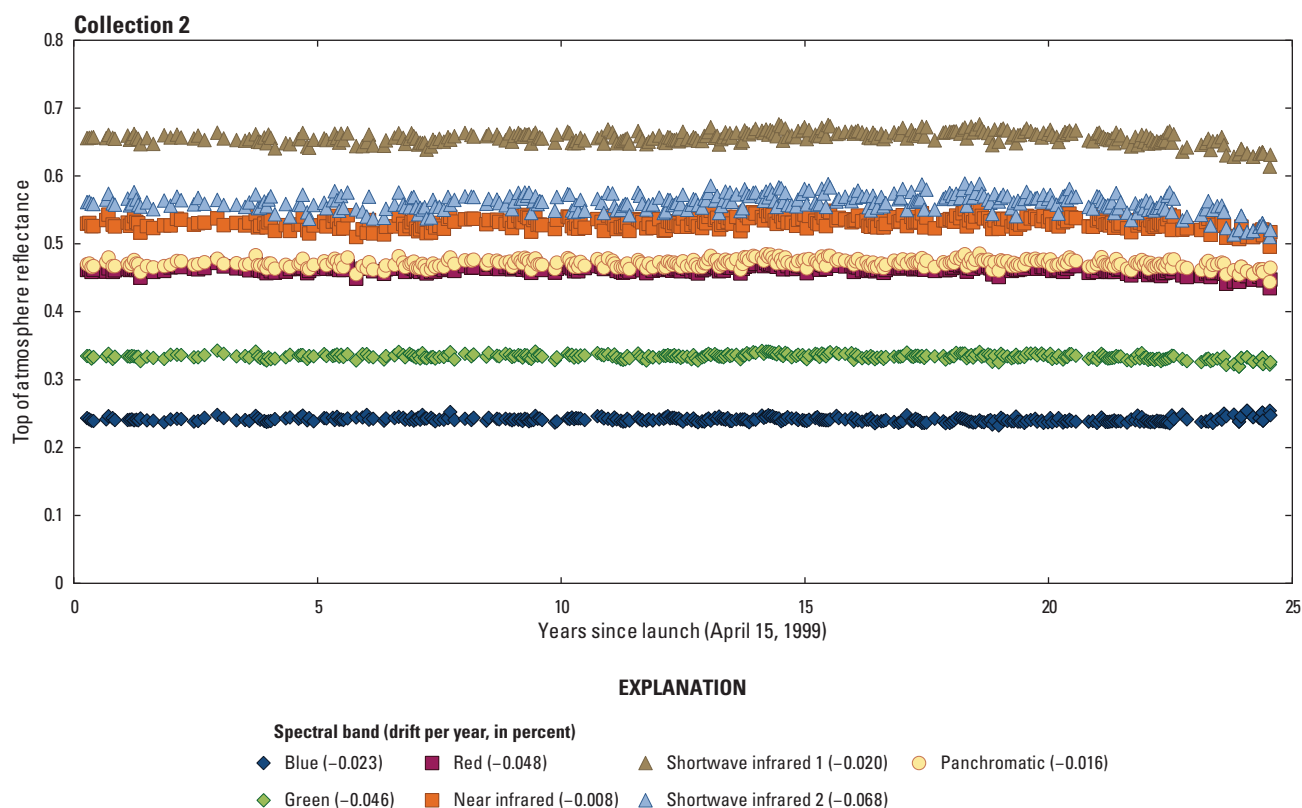 Collection 2
0.8
0.7
0.6
0.5
0.4
0.3
0.2
0.1
0
Top of atmosphere reflectance
0 5 10 15 20 25
Years since launch (April 15, 1999)
EXPLANATION
Spectral band (drift per year, in percent)
Blue (−0.023) Red (−0.048) Shortwave infrared 1 (−0.020) Panchromatic (−0.016)
Green (−0.046) Near infrared (−0.008) Shortwave infrared 2 (−0.068)